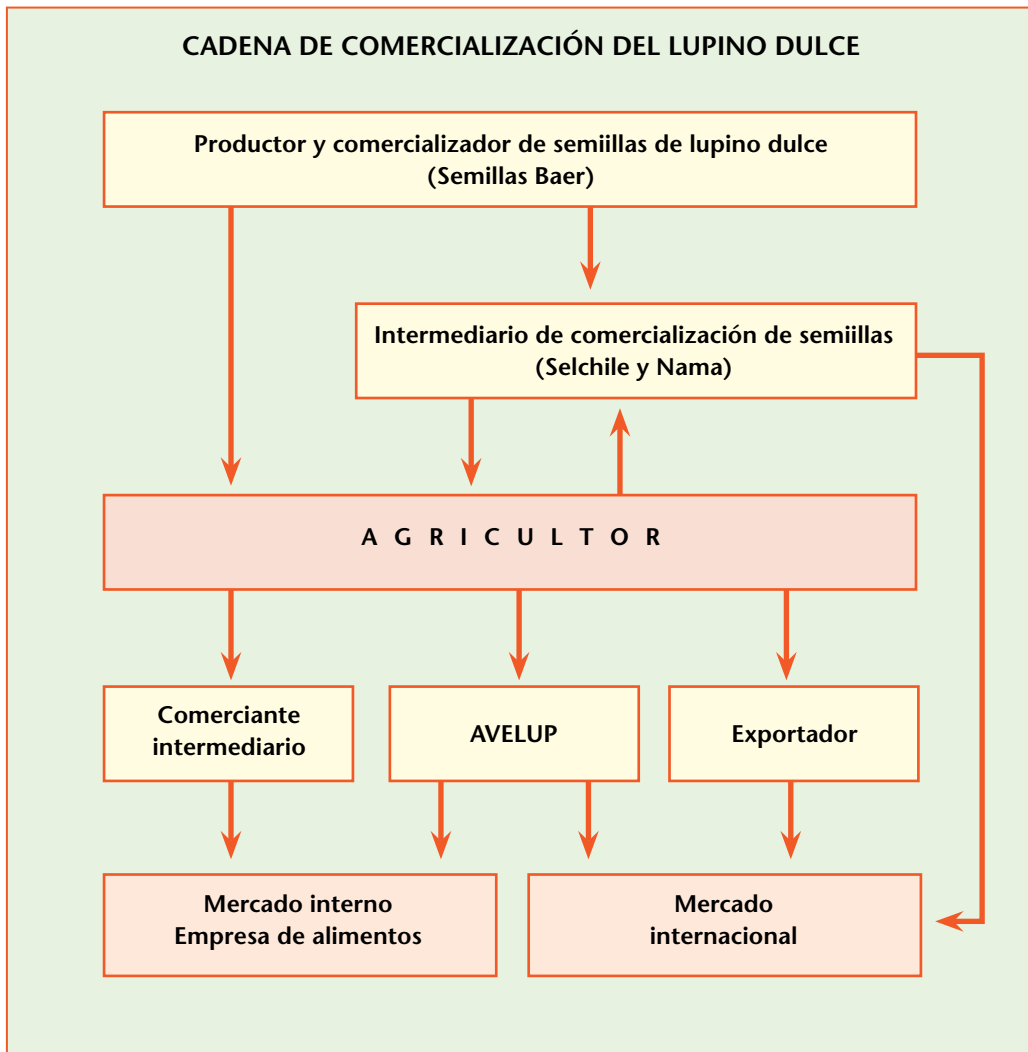 CADENA DE COMERCIALIZACIÓN DEL LUPINO DULCE
Productor y comercializador de semiillas de lupino dulce
(Semillas Baer)
Intermediario de comercialización de semiillas
(Selchile y Nama)
A G R I C U L T O R
Comerciante
intermediario
AVELUP
Exportador
Mercado interno
Empresa de alimentos
Mercado
internacional